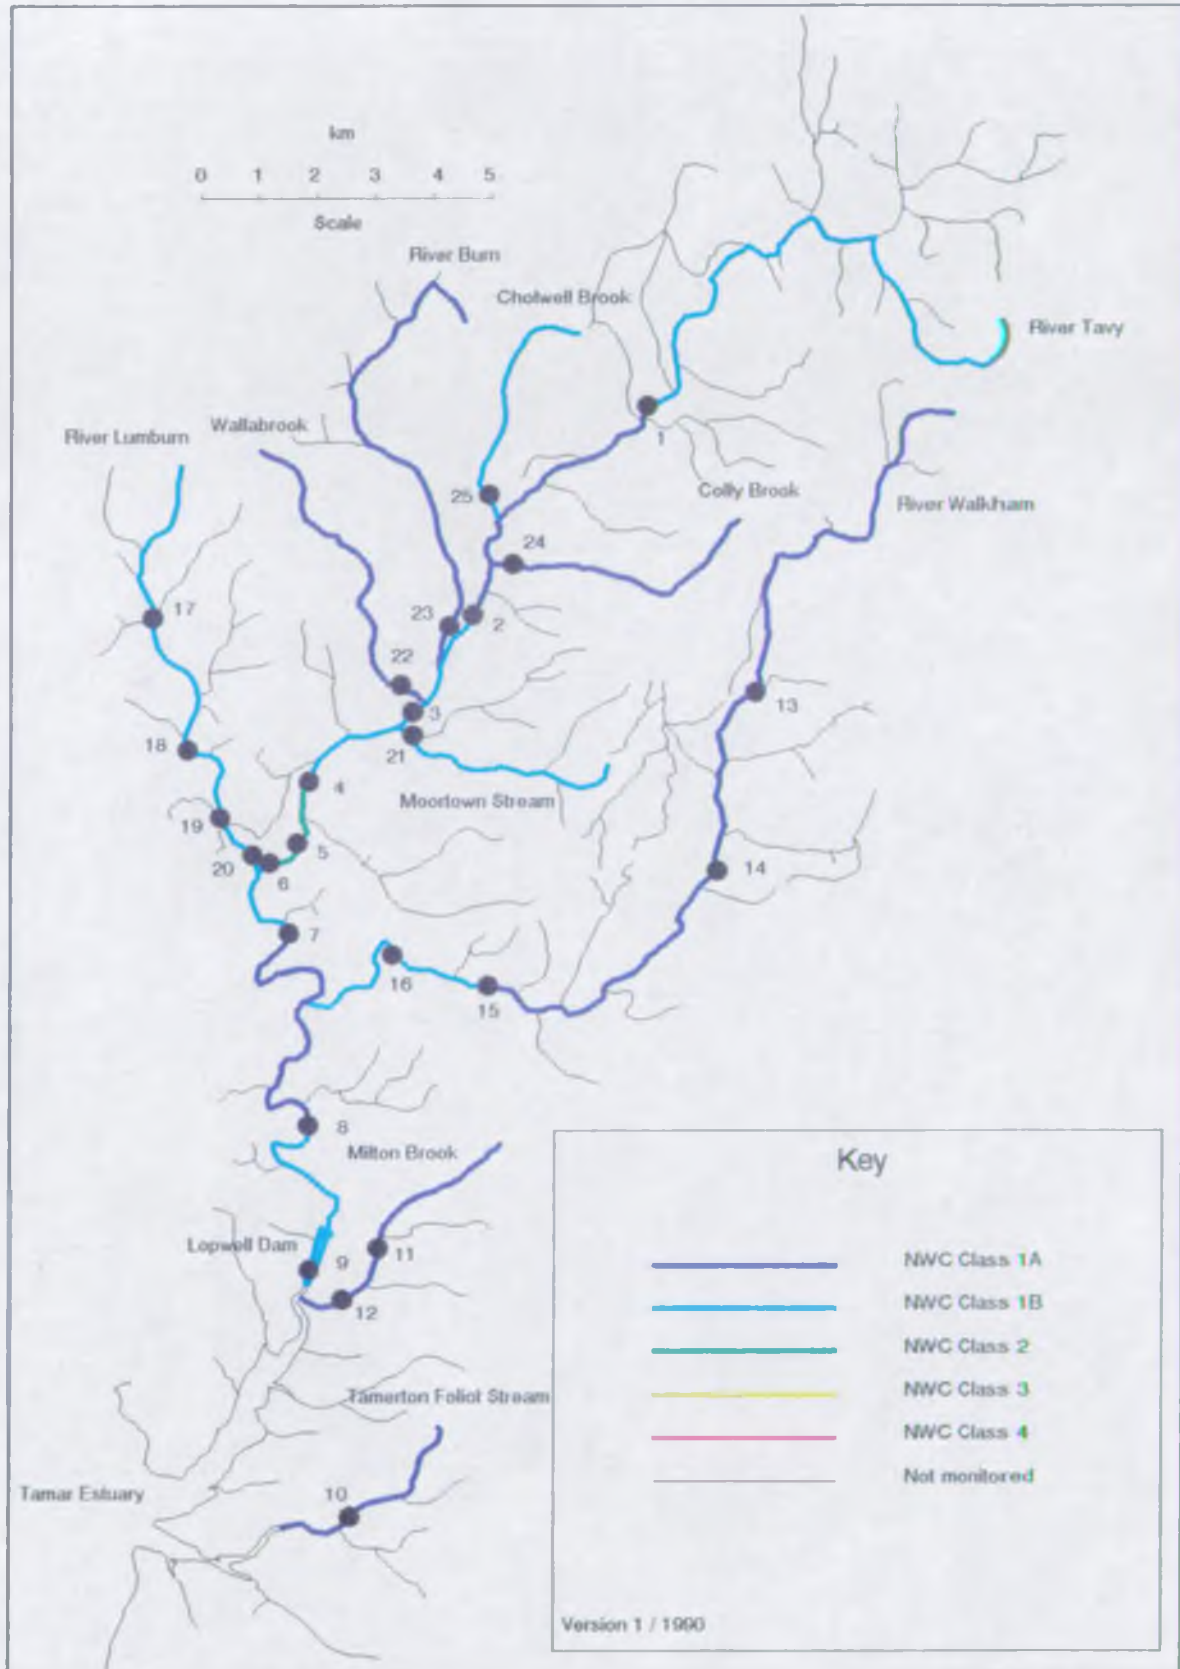 km
0 1 2 3 4 5
Scale
River Burn
Cholwell Brook
River Tavy
1
Wallabrook
River Lumburn
Colly Brook
25
River Walkham
24
17
23
2
22
13
3
18
21
4
Moortown Stream
19
5
20
6
14
7
16
15
8
Milton Brook
Lopwell Dam
9
11
12
Tamerton Foliot Stream
Tamar Estuary
10
Key
NWC Class 1A
NWC Class 1B
NWC Class 2
NWC Class 3
NWC Class 4
Not monitored
Version 1 / 1990